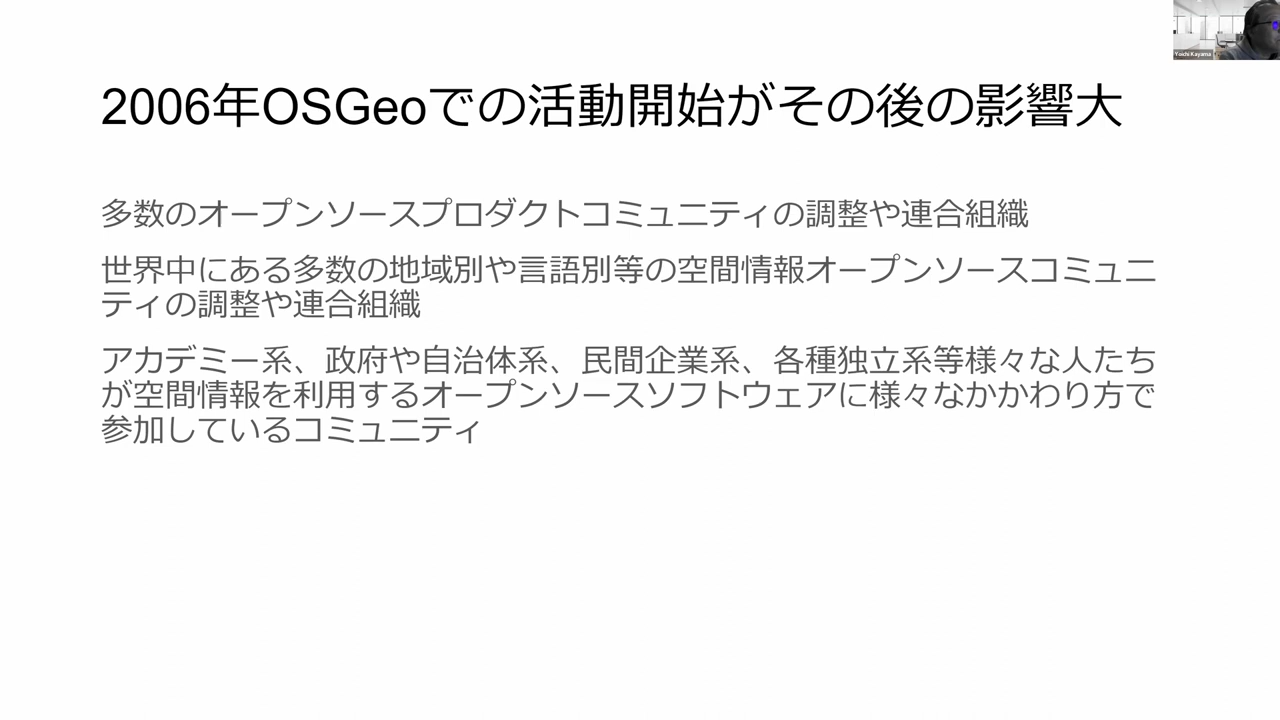 2006年OSGeoでの活動開始がその後の影響大
多数のオープンソースプロダクトコミュニティの調整や連合組織
世界中にある多数の地域別や言語別等の空間情報オープンソースコミュニ
ティの調整や連合組織
アカデミー系、政府や自治体系、民間企業系、各種独立系等様々な人たち
が空間情報を利用するオープンソースソフトウェアに様々なかかわり方で
参加しているコミュニティ
Yoichi Kayama